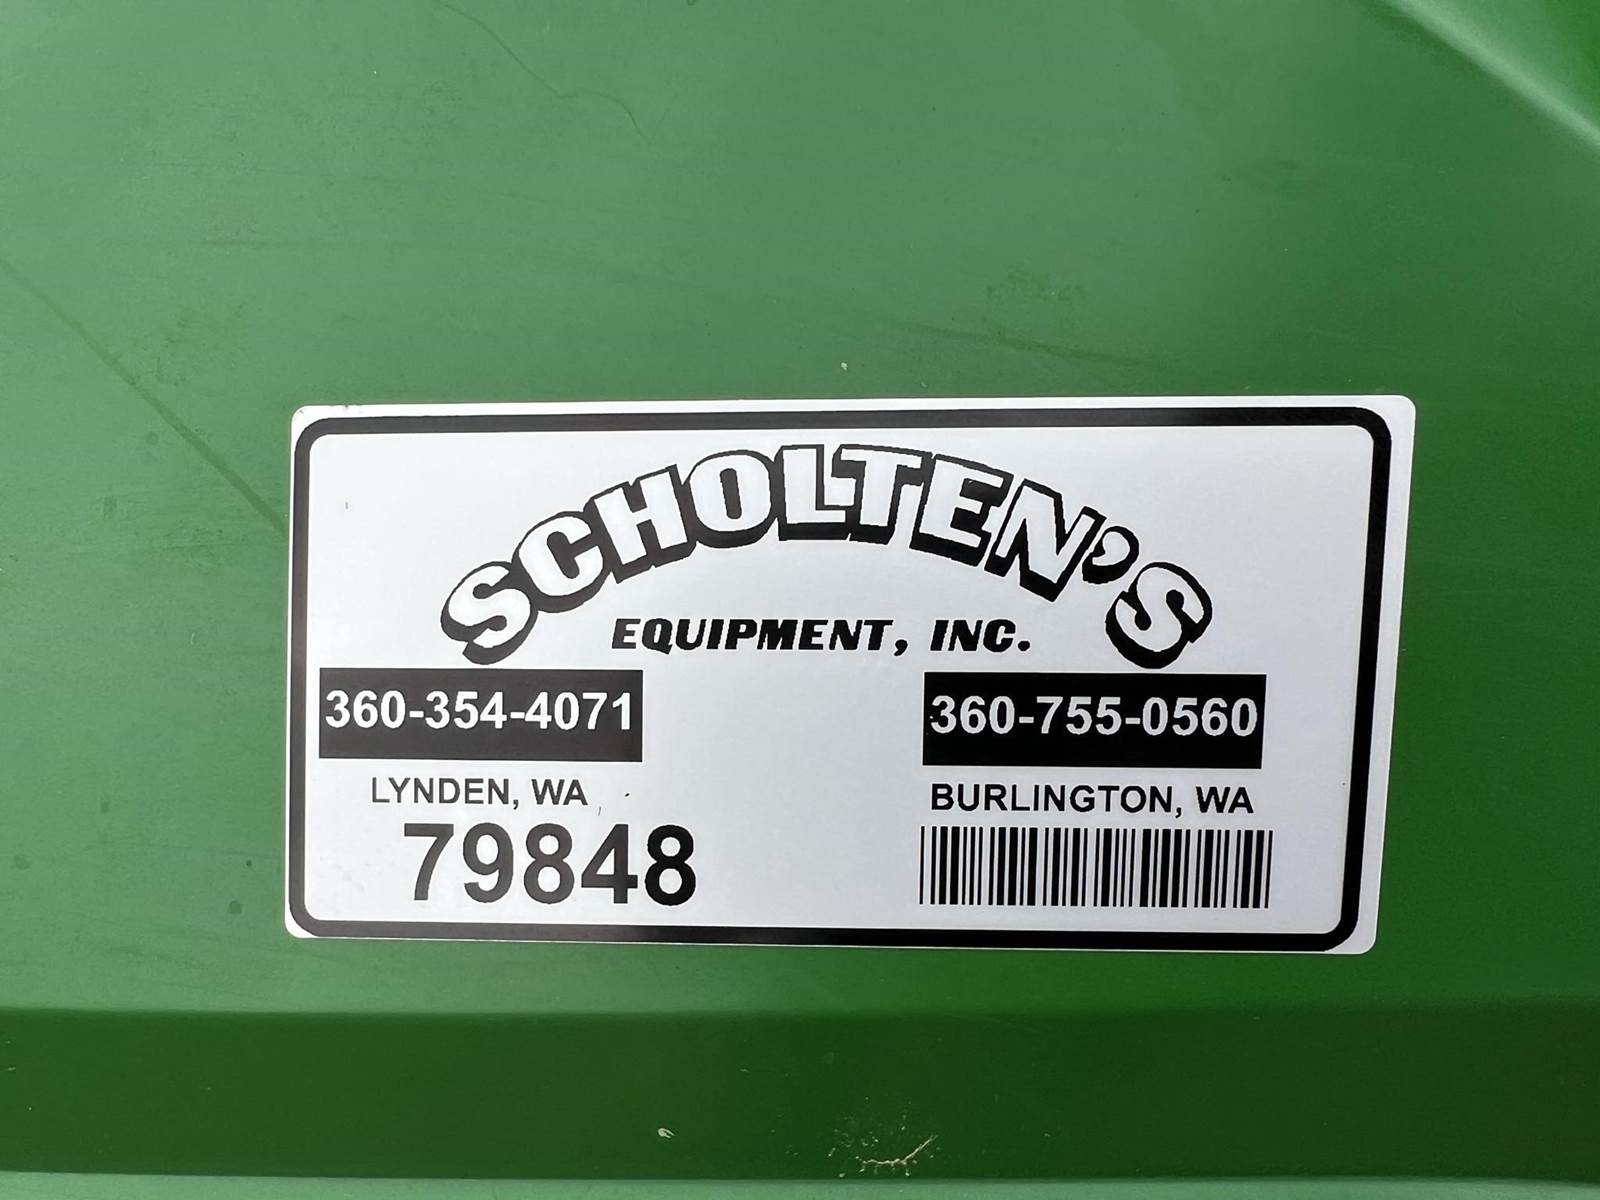 SCHOLTEN'S
EQUIPMENT, INC.
360-354-4071
LYNDEN, WA
79848
360-755-0560
BURLINGTON, WA